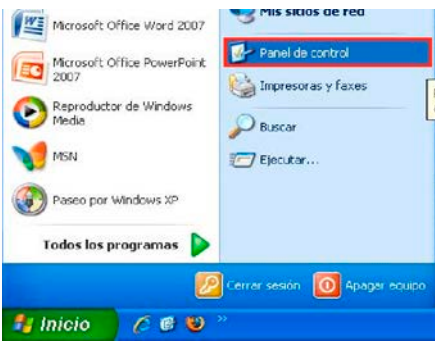 Microsoft Office Word 2007
Microsoft Office PowerPoint
2007
Reproductor de Windows
Media
MSN
Paseo por Windows XP
Todos los programas
Mis sitios de red
Panel de control
Impresoras y faxes
Buscar
Ejecutar...
Cerrar sesión
Apagar equipo
Inicio